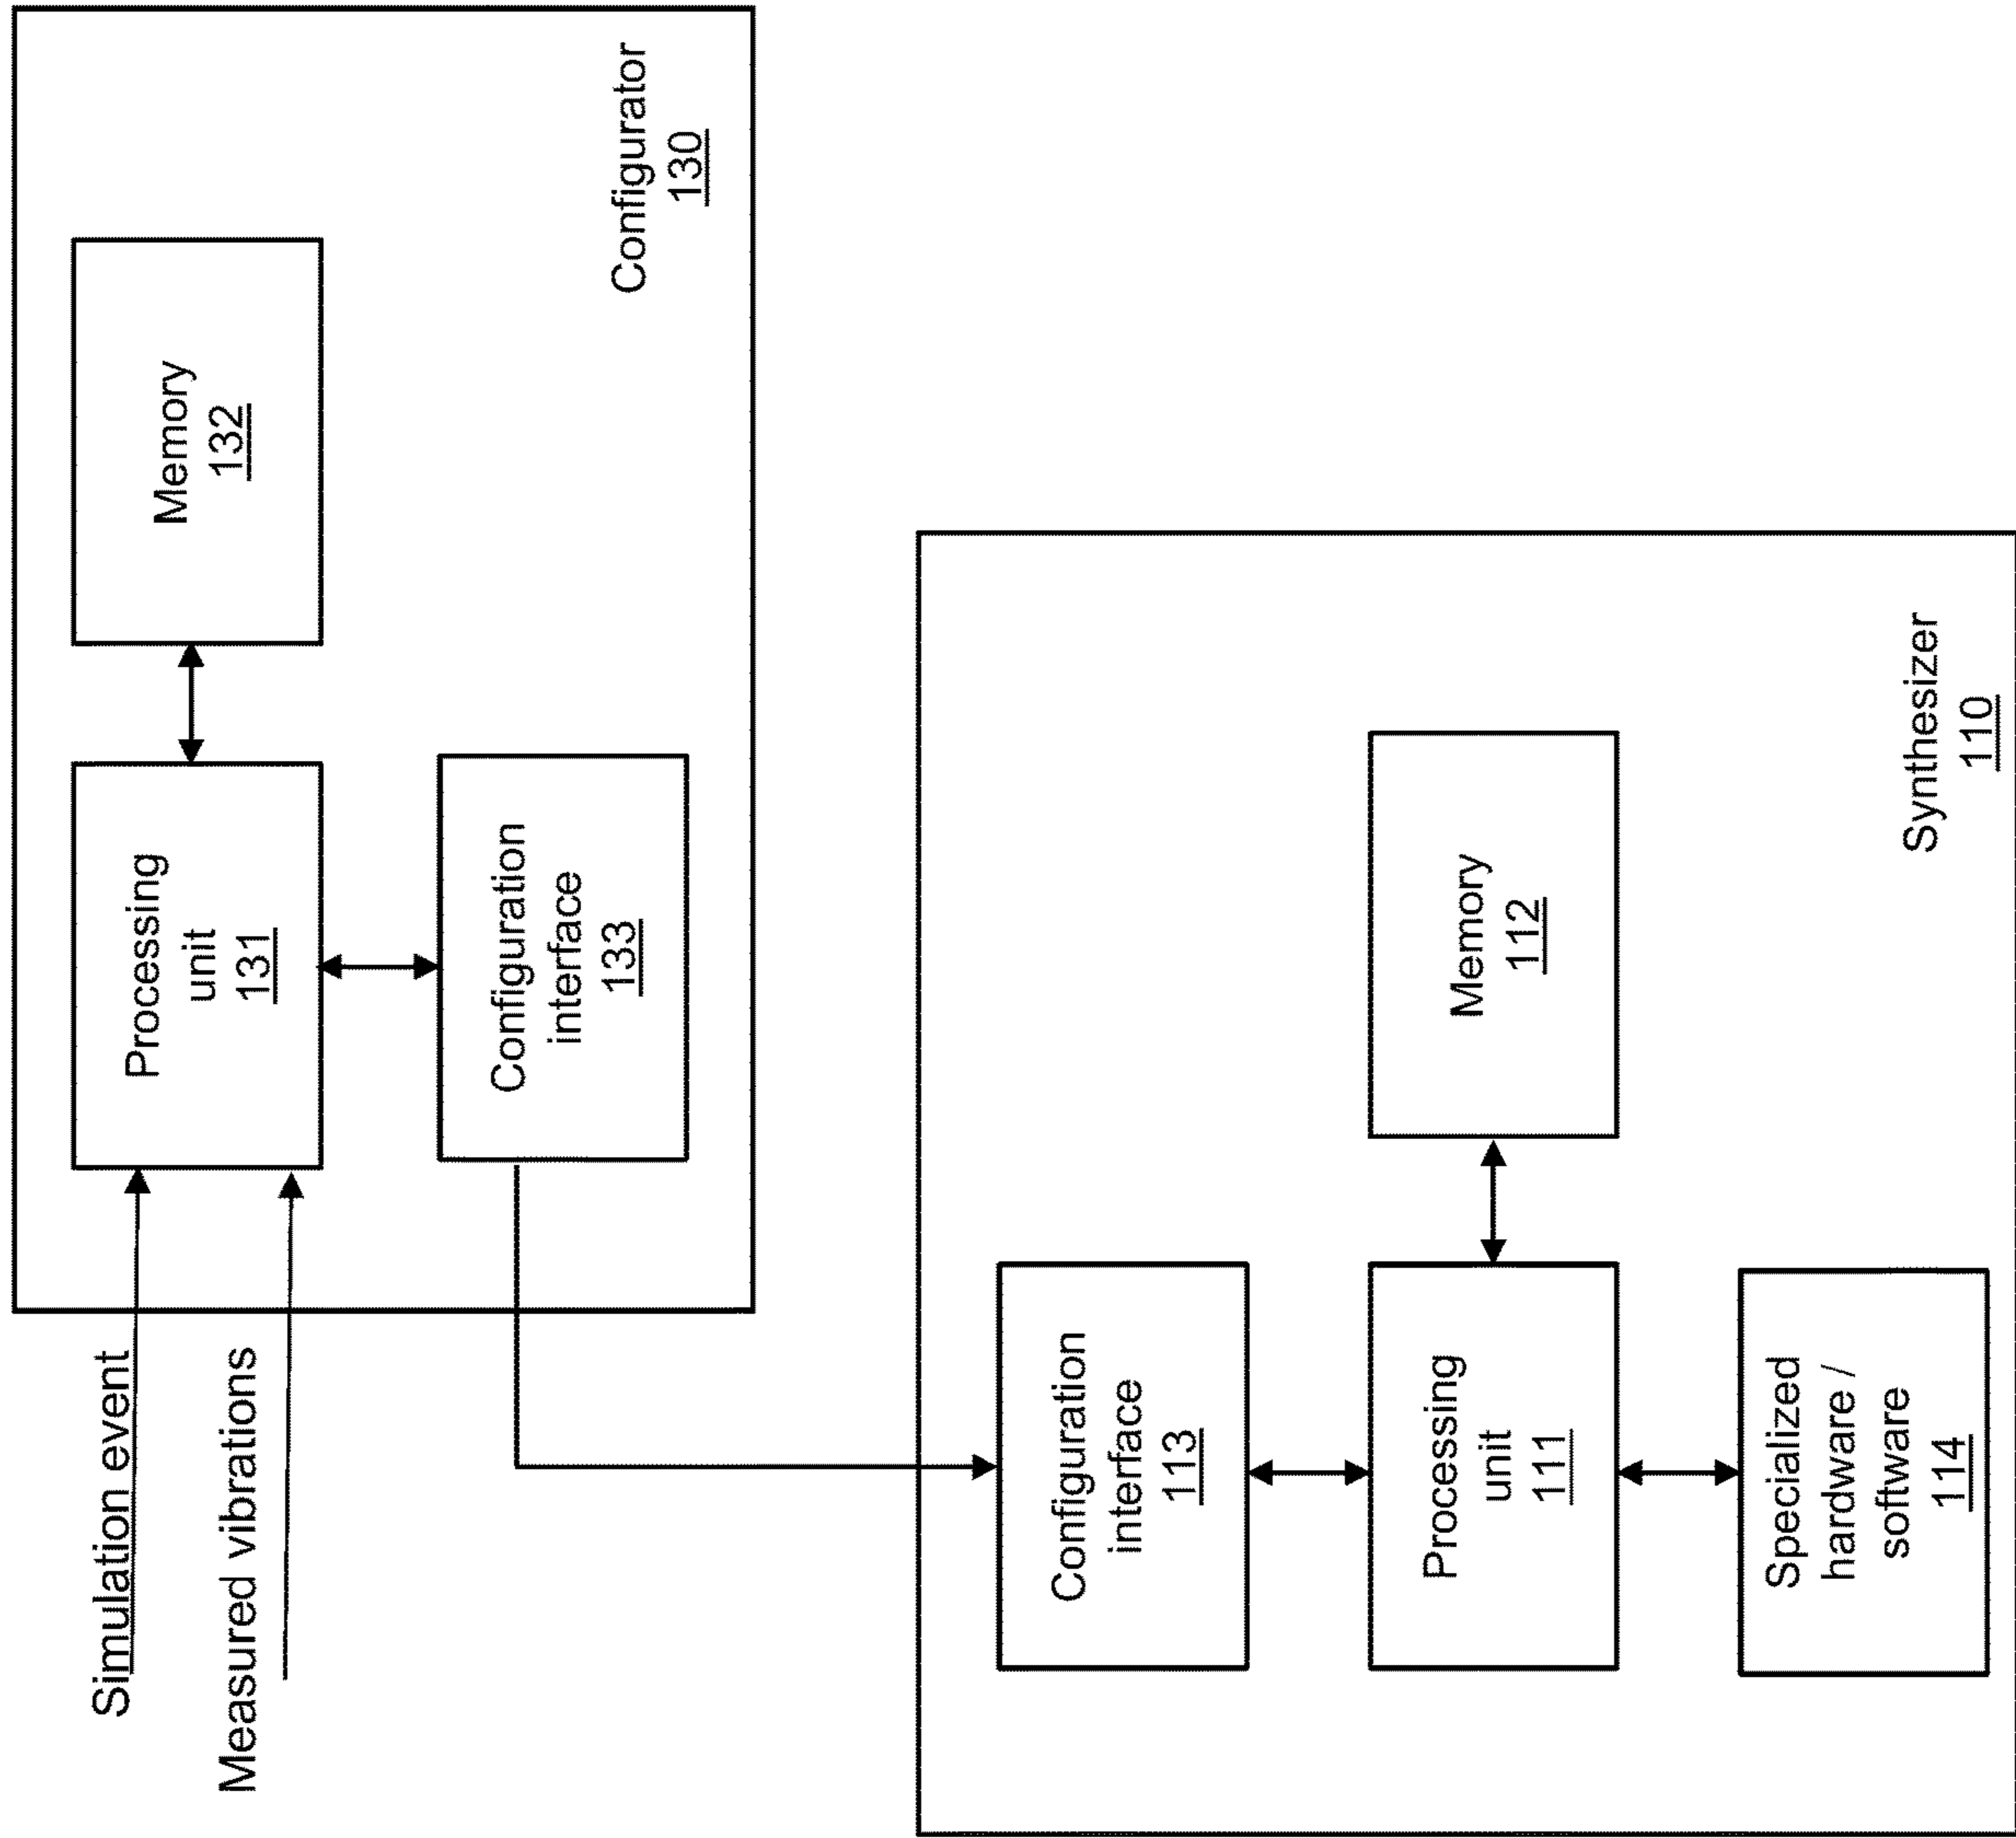 Simulation event
Measured vibrations
Processing
unit
131
Memory
132
Configuration
interface
133
Configurator
130
Configuration
interface
113
Processing
unit
111
Memory
112
Specialized
hardware /
software
114
Synthesizer
110